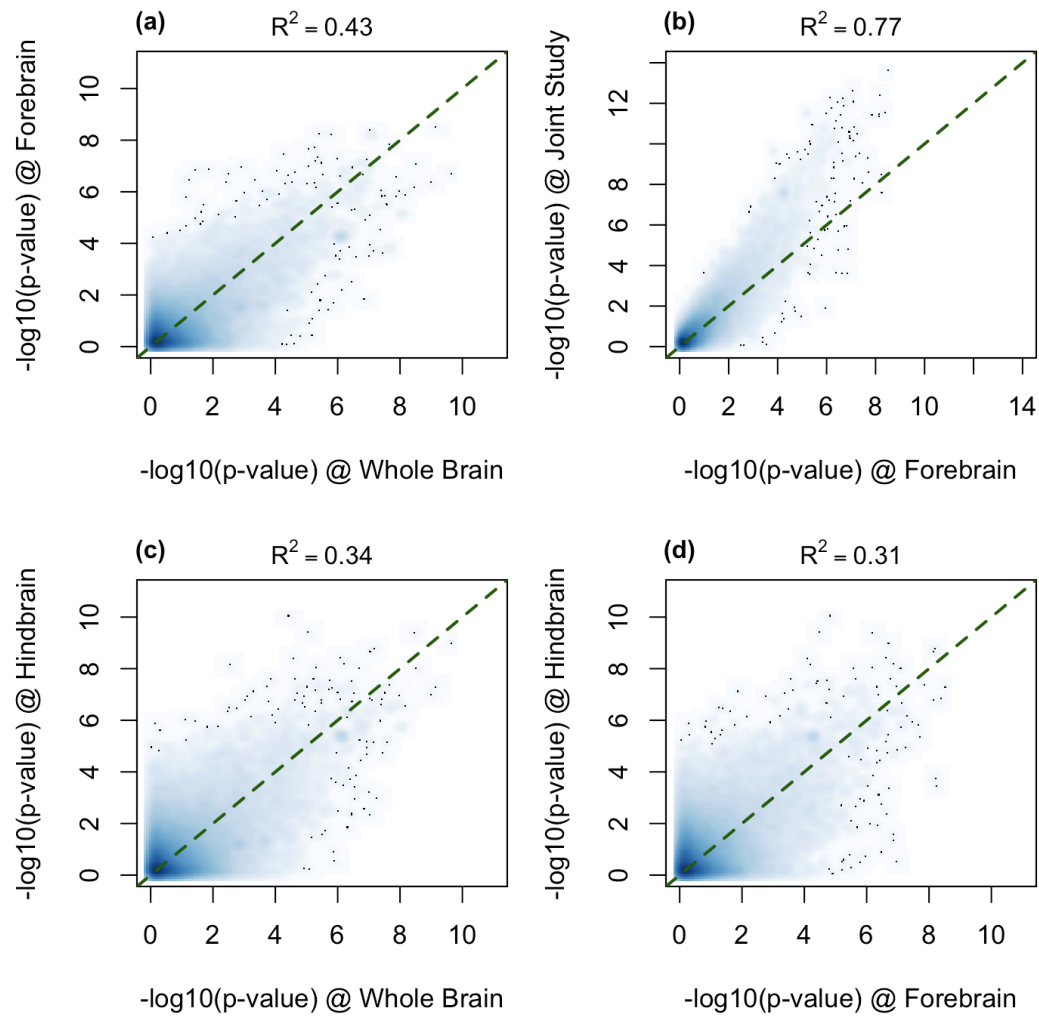 (a)
R² = 0.43
-log10(p-value) @ Forebrain
10
8
6
4
2
0
0 2 4 6 8 10
-log10(p-value) @ Whole Brain
(b)
R² = 0.77
-log10(p-value) @ Joint Study
12
8
6
4
2
0
0 2 4 6 8 10 14
-log10(p-value) @ Forebrain
(c)
R² = 0.34
-log10(p-value) @ Hindbrain
10
8
6
4
2
0
0 2 4 6 8 10
-log10(p-value) @ Whole Brain
(d)
R² = 0.31
-log10(p-value) @ Hindbrain
10
8
6
4
2
0
0 2 4 6 8 10
-log10(p-value) @ Forebrain